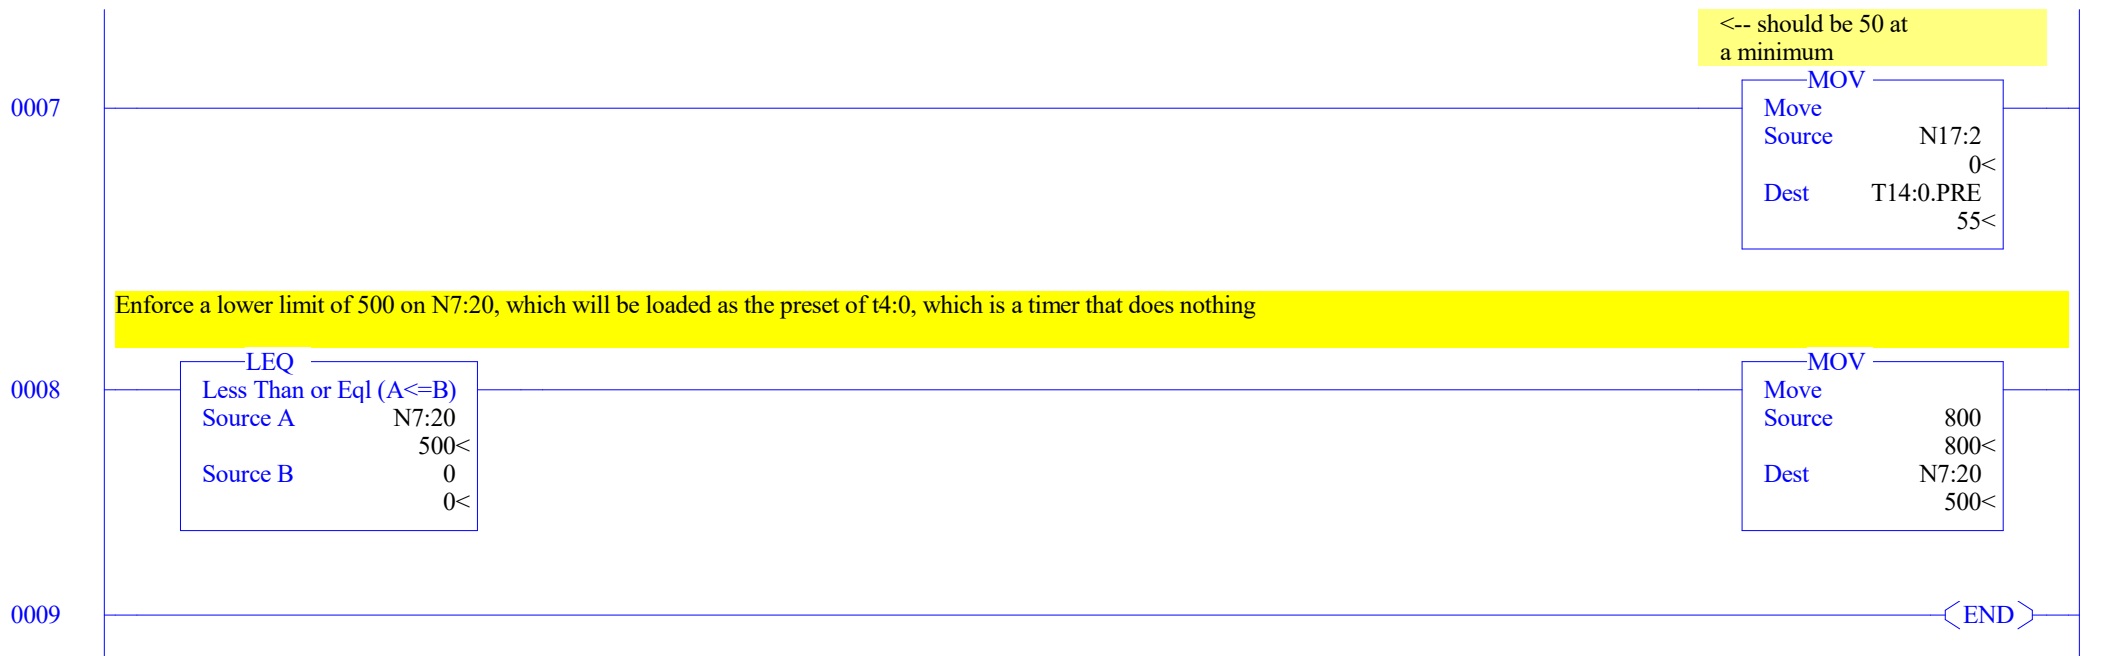 <-- should be 50 at
a minimum
MOV
0007
Move
Source N17:2
0<
Dest T14:0.PRE
55<
Enforce a lower limit of 500 on N7:20, which will be loaded as the preset of t4:0, which is a timer that does nothing
LEQ
0008
Less Than or Eql (A<=B)
Source A N7:20
500<
Source B 0
0<
MOV
Move
Source 800
800<
Dest N7:20
500<
0009
END